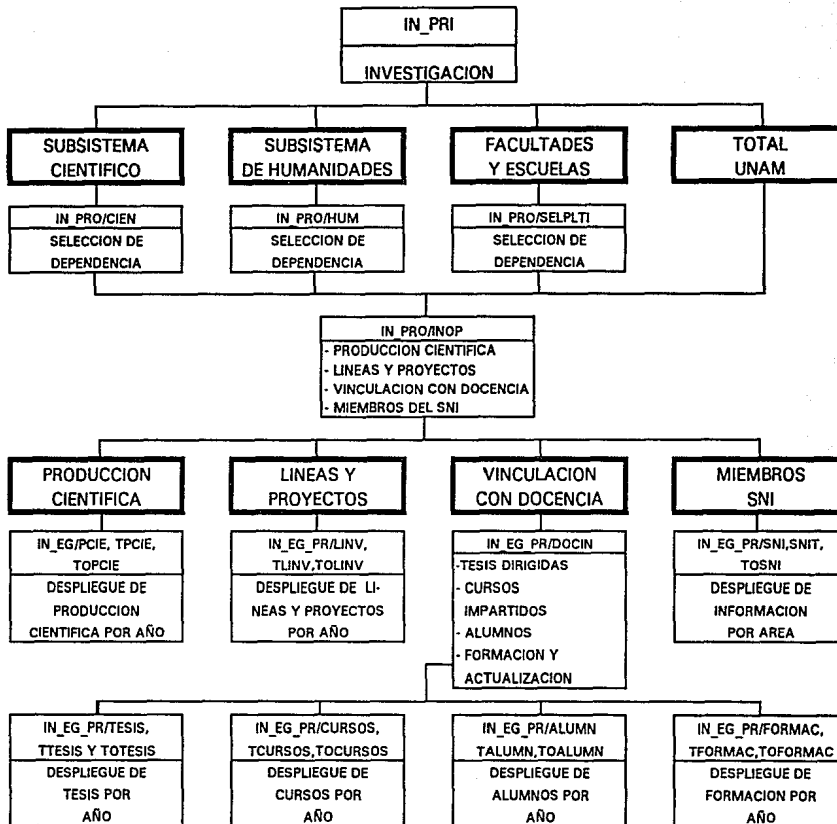 IN_PRI
INVESTIGACION
SUBSISTEMA
CIENTIFICO
SUBSISTEMA
DE HUMANIDADES
FACULTADES
Y ESCUELAS
TOTAL
UNAM
IN_PRO/CIEN
SELECCION DE
DEPENDENCIA
IN_PRO/HUM
SELECCION DE
DEPENDENCIA
IN_PRO/SELPLTI
SELECCION DE
DEPENDENCIA
IN_PRO/INOP
- PRODUCCION CIENTIFICA
- LINEAS Y PROYECTOS
- VINCULACION CON DOCENCIA
- MIEMBROS DEL SNI
PRODUCCION
CIENTIFICA
LINEAS Y
PROYECTOS
VINCULACION
CON DOCENCIA
MIEMBROS
SNI
IN_EG/PCIE, TPCIE,
TOPCIE
DESPLIEGUE DE
PRODUCCION
CIENTIFICA POR AÑO
IN_EG_PR/LINV,
TLINV,TOLINV
DESPLIEGUE DE LI-
NEAS Y PROYECTOS
POR AÑO
IN_EG_PR/DOCIN
-TESIS DIRIGIDAS
- CURSOS
IMPARTIDOS
- ALUMNOS
- FORMACION Y
ACTUALIZACION
IN_EG_PR/SNI,SNIT,
TOSNI
DESPLIEGUE DE
INFORMACION
POR AREA
IN_EG_PR/TESIS,
TTESIS Y TOTESIS
DESPLIEGUE DE
TESIS POR
AÑO
IN_EG_PR/CURSOS,
TCURSOS,TOCURSOS
DESPLIEGUE DE
CURSOS POR
AÑO
IN_EG_PR/ALUMN
TALUMN,TOALUMN
DESPLIEGUE DE
ALUMNOS POR
AÑO
IN_EG_PR/FORMAC,
TFORMAC,TOFORMAC
DESPLIEGUE DE
FORMACION POR
AÑO